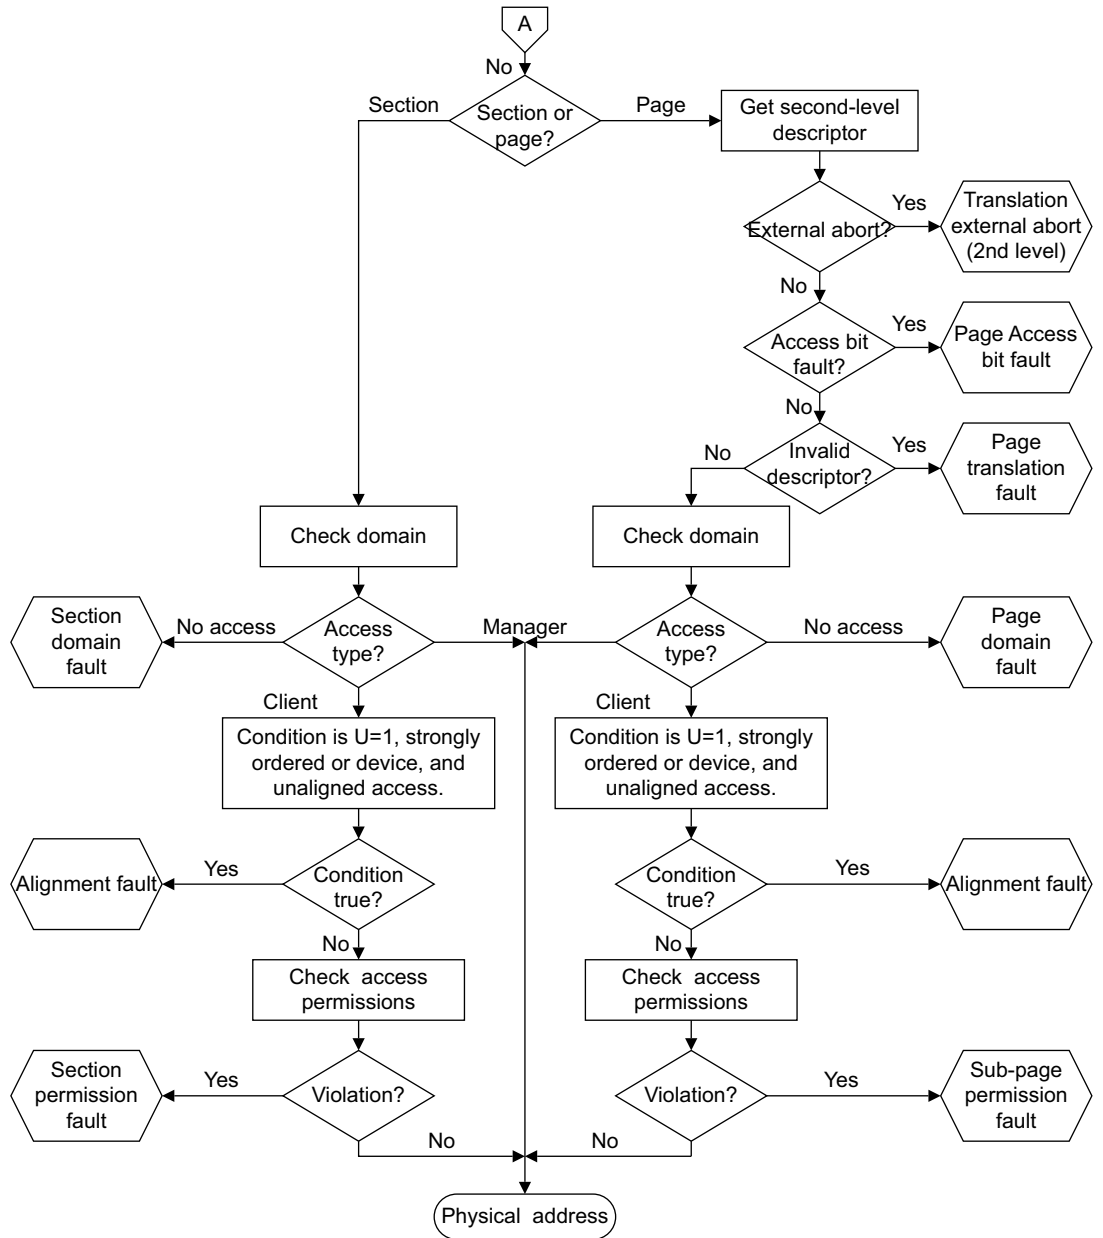 A
No
Section
Section or
page?
Page
Get second-level
descriptor
External abort?
Yes
Translation
external abort
(2nd level)
No
Access bit
fault?
Yes
Page Access
bit fault
No
No
Invalid
descriptor?
Yes
Page
translation
fault
Check domain
Check domain
Section
domain
fault
No access
Access
type?
Manager
Access
type?
No access
Page
domain
fault
Client
Client
Condition is U=1, strongly
ordered or device, and
unaligned access.
Condition is U=1, strongly
ordered or device, and
unaligned access.
Alignment fault
Yes
Condition
true?
Condition
true?
Yes
Alignment fault
No
No
Check access
permissions
Check access
permissions
Section
permission
fault
Yes
Violation?
Violation?
Yes
Sub-page
permission
fault
No
No
Physical address